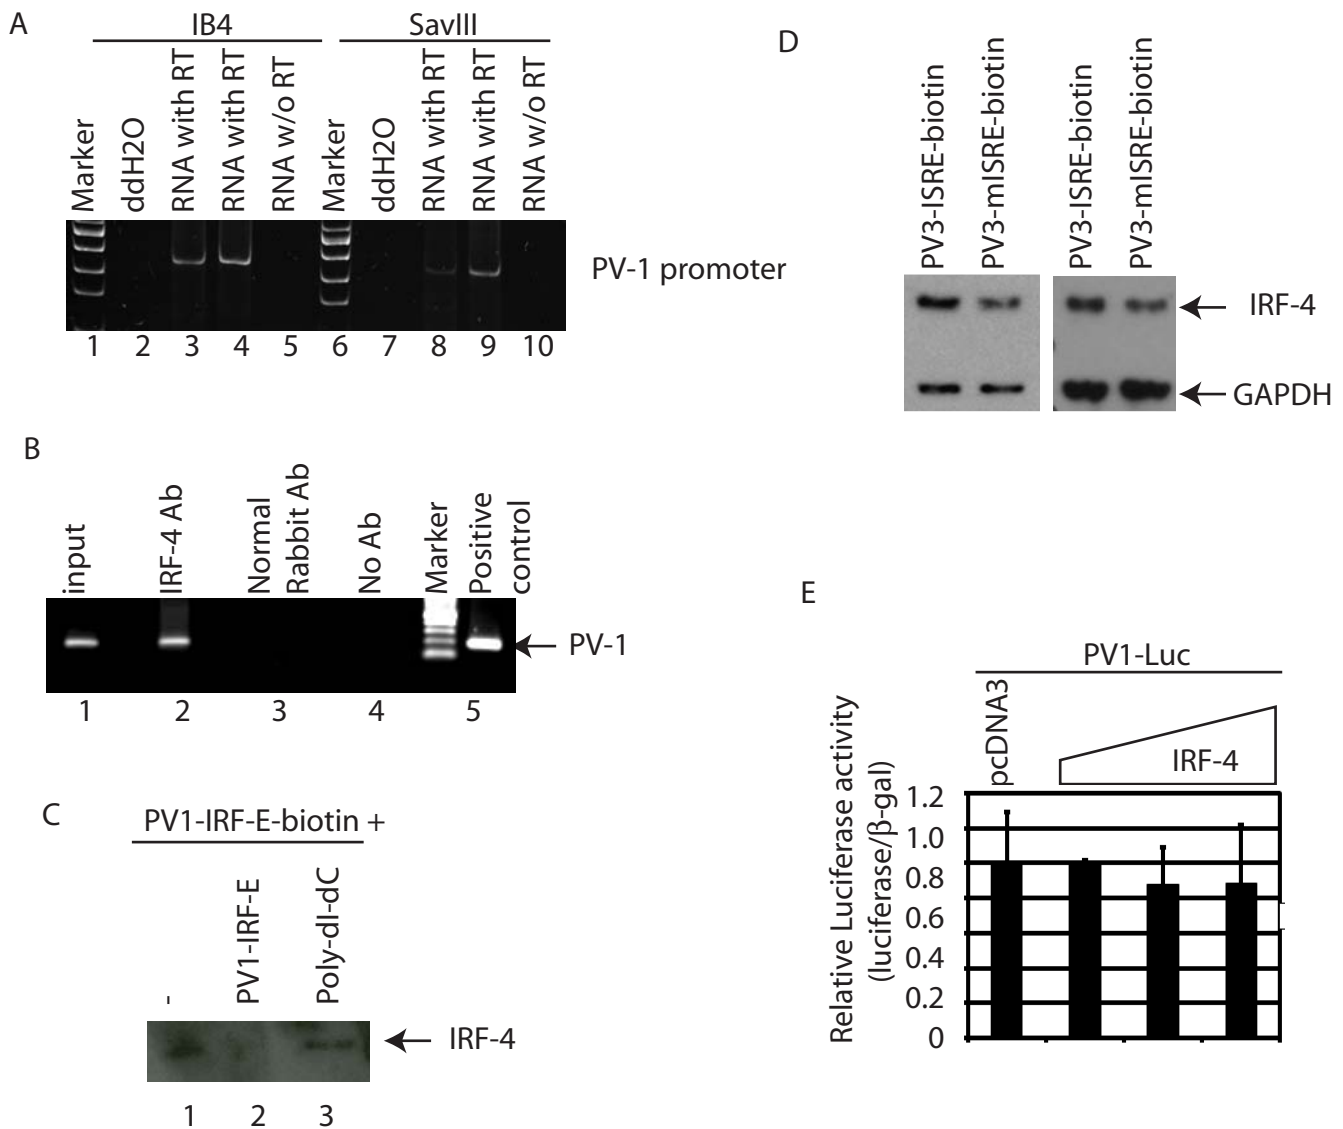 A
IB4
SavIII
Marker
ddH2O
RNA with RT
RNA with RT
RNA w/o RT
Marker
ddH2O
RNA with RT
RNA with RT
RNA w/o RT
PV-1 promoter
1 2 3 4 5 6 7 8 9 10
B
input
IRF-4 Ab
Normal
Rabbit Ab
No Ab
Marker
Positive
control
PV-1
1 2 3 4 5
C
PV1-IRF-E-biotin +
-
PV1-IRF-E
Poly-dI-dC
IRF-4
1 2 3
D
PV3-ISRE-biotin
PV3-mISRE-biotin
PV3-ISRE-biotin
PV3-mISRE-biotin
IRF-4
GAPDH
E
PV1-Luc
pcDNA3
IRF-4
Relative Luciferase activity
(luciferase/β-gal)
1.2
1.0
0.8
0.6
0.4
0.2
0